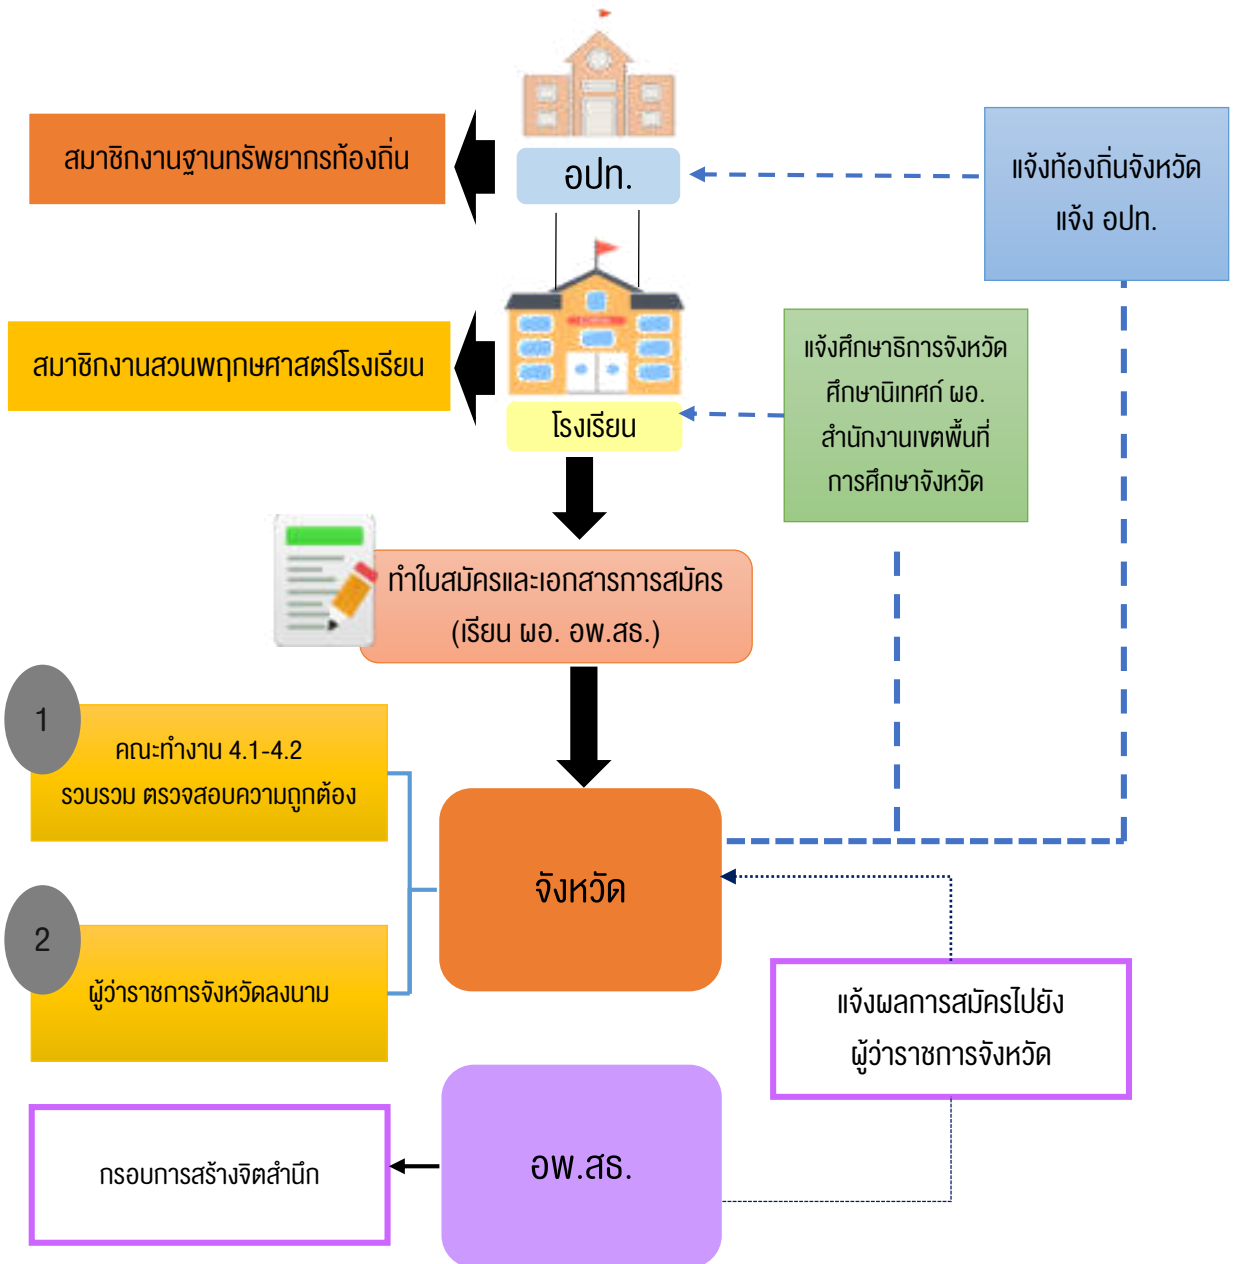 สมาชิกงานฐานทรัพยากรท้องถิ่น
อปท.
แจ้งท้องถิ่นจังหวัด
แจ้ง อปท.
สมาชิกงานสวนพฤกษศาสตร์โรงเรียน
โรงเรียน
แจ้งศึกษาธิการจังหวัด
ศึกษานิเทศก์ ผอ.
สำนักงานเขตพื้นที่
การศึกษาจังหวัด
ทำใบสมัครและเอกสารการสมัคร
(เรียน ผอ. อพ.สธ.)
1
คณะทำงาน 4.1-4.2
รวบรวม ตรวจสอบความถูกต้อง
จังหวัด
2
ผู้ว่าราชการจังหวัดลงนาม
แจ้งผลการสมัครไปยัง
ผู้ว่าราชการจังหวัด
กรอบการสร้างจิตสำนึก
อพ.สธ.